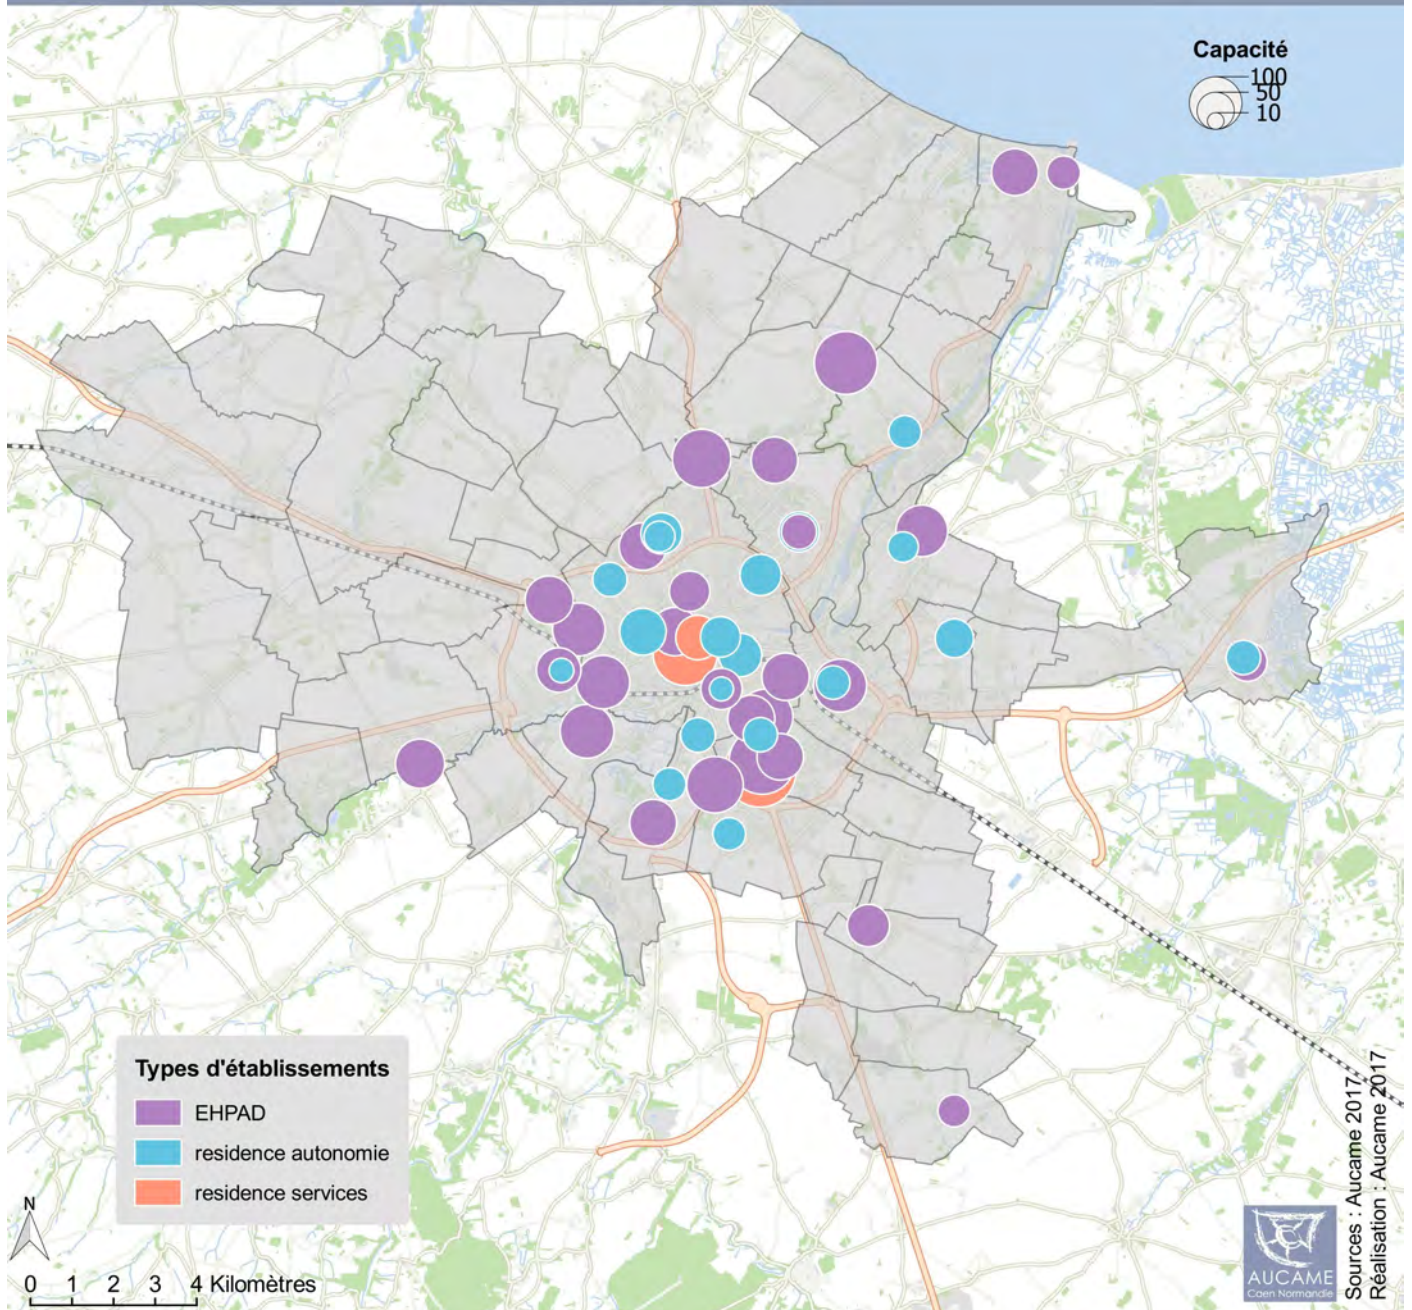 Capacité
100
50
10
Types d'établissements
EHPAD
residence autonomie
residence services
N
0 1 2 3 4 Kilomètres
AUCAME
Caen Normandie
Sources : Aucame 2017
Réalisation : Aucame 2017